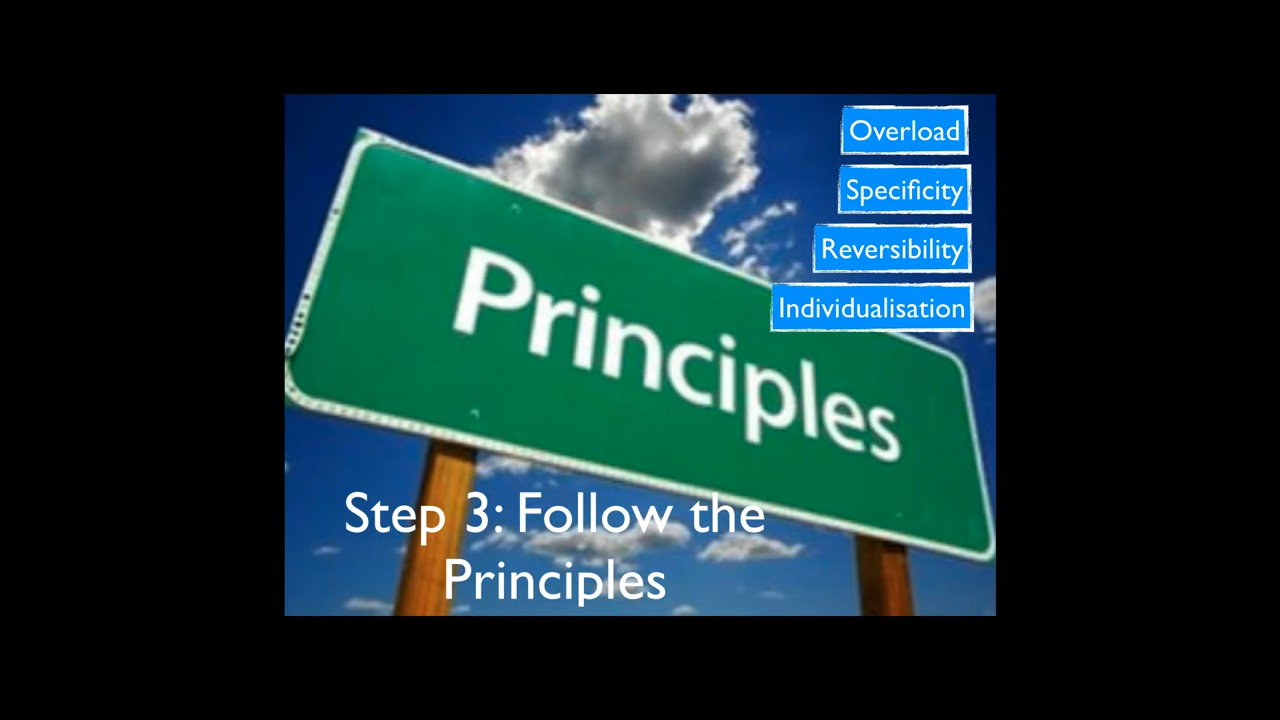 Overload
Specificity
Reversibility
Individualisation
Principles
Step 3: Follow the
Principles